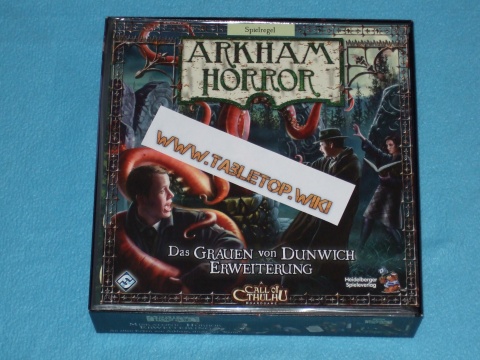 Spielregel
ARKHAM
HORROR
WWW.TABLETOP.WIKI
DAS GRAUEN VON DUNWICH
ERWEITERUNG
A
CALL OF
CTHULHU
Heidelberger
Spieleverlag